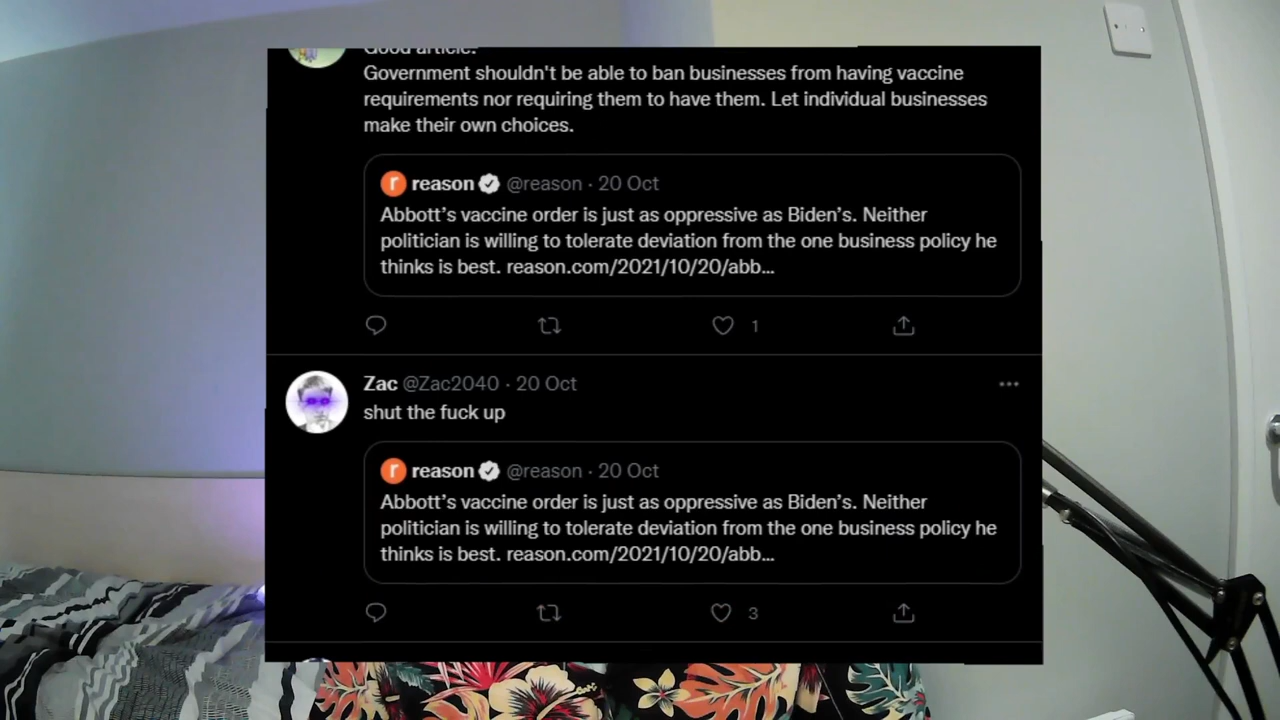 Good article.
Government shouldn't be able to ban businesses from having vaccine
requirements nor requiring them to have them. Let individual businesses
make their own choices.
reason @reason · 20 Oct
Abbott’s vaccine order is just as oppressive as Biden’s. Neither
politician is willing to tolerate deviation from the one business policy he
thinks is best. reason.com/2021/10/20/abb...
1
Zac @Zac2040 · 20 Oct
shut the fuck up
reason @reason · 20 Oct
Abbott’s vaccine order is just as oppressive as Biden’s. Neither
politician is willing to tolerate deviation from the one business policy he
thinks is best. reason.com/2021/10/20/abb...
3